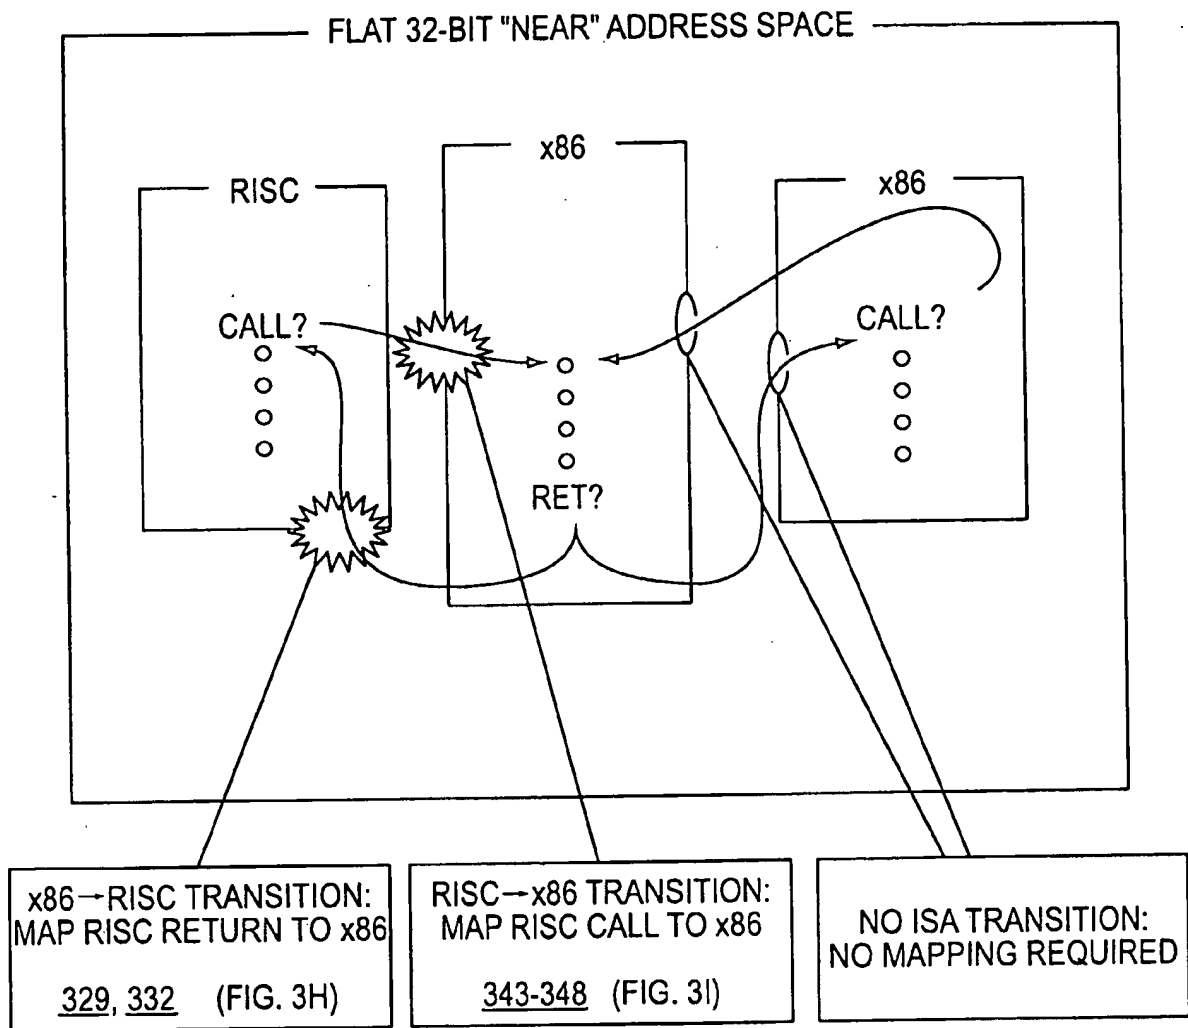 FLAT 32-BIT "NEAR" ADDRESS SPACE
RISC
x86
x86
CALL?
CALL?
RET?
x86→RISC TRANSITION:
MAP RISC RETURN TO x86
329, 332 (FIG. 3H)
RISC→x86 TRANSITION:
MAP RISC CALL TO x86
343-348 (FIG. 3I)
NO ISA TRANSITION:
NO MAPPING REQUIRED